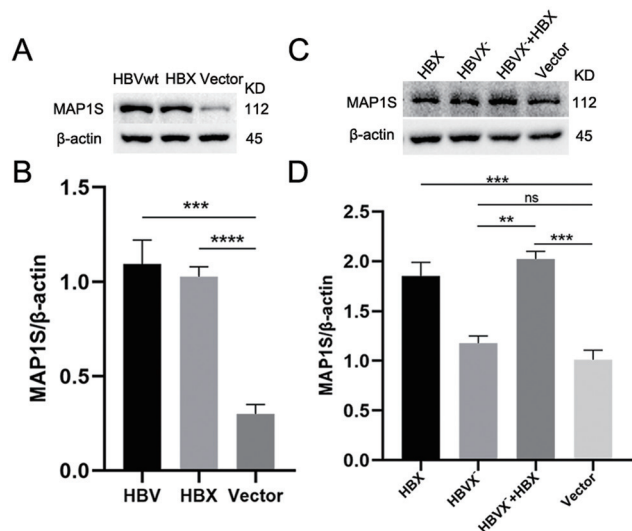 A
HBVwt HBX Vector KD
MAP1S 112
β-actin 45
B
MAP1S/β-actin
1.5
1.0
0.5
0.0
***
****
HBV HBX Vector
C
HBX HBVX⁻ HBVX⁻+HBX Vector KD
MAP1S 112
β-actin 45
D
MAP1S/β-actin
2.5
2.0
1.5
1.0
0.5
0.0
***
ns
**
***
HBX HBVX⁻ HBVX⁻+HBX Vector